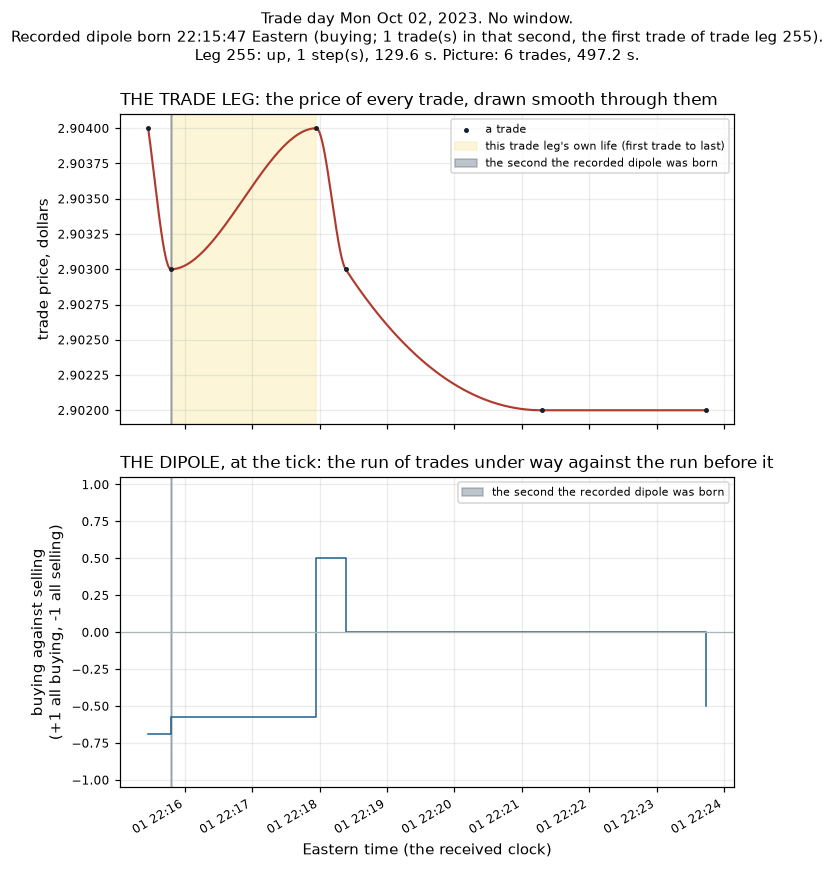 Trade day Mon Oct 02, 2023. No window.
Recorded dipole born 22:15:47 Eastern (buying; 1 trade(s) in that second, the first trade of trade leg 255).
Leg 255: up, 1 step(s), 129.6 s. Picture: 6 trades, 497.2 s.
THE TRADE LEG: the price of every trade, drawn smooth through them
a trade
this trade leg's own life (first trade to last)
the second the recorded dipole was born
trade price, dollars
2.90400
2.90375
2.90350
2.90325
2.90300
2.90275
2.90250
2.90225
2.90200
THE DIPOLE, at the tick: the run of trades under way against the run before it
the second the recorded dipole was born
buying against selling
(+1 all buying, -1 all selling)
1.00
0.75
0.50
0.25
0.00
−0.25
−0.50
−0.75
−1.00
01 22:16
01 22:17
01 22:18
01 22:19
01 22:20
01 22:21
01 22:22
01 22:23
01 22:24
Eastern time (the received clock)